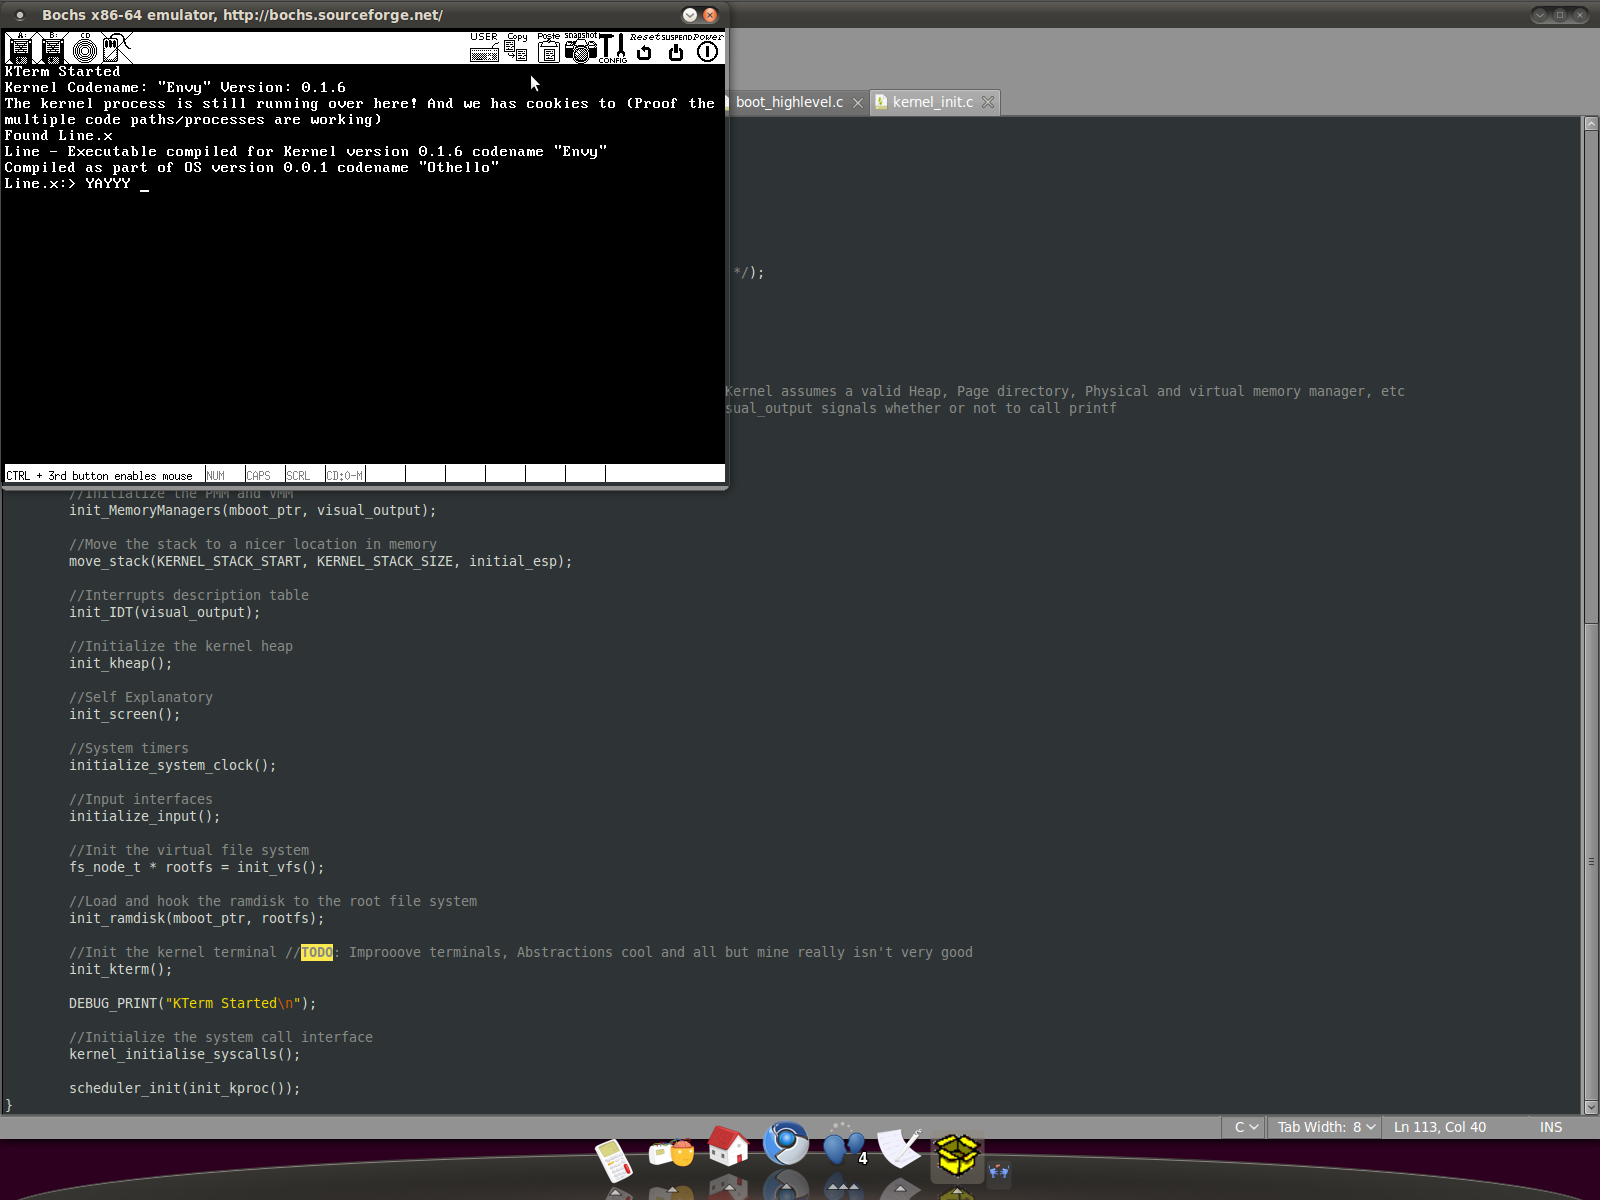 Bochs x86-64 emulator, http://bochs.sourceforge.net/
A: B: CD USER Copy Paste snapshot CONFIG Reset SUSPEND Power
KTerm Started
Kernel Codename: "Envy" Version: 0.1.6
The kernel process is still running over here! And we has cookies to (Proof the
multiple code paths/processes are working)
Found Line.x
Line - Executable compiled for Kernel version 0.1.6 codename "Envy"
Compiled as part of OS version 0.0.1 codename "Othello"
Line.x:> YAYYY _
CTRL + 3rd button enables mouse NUM CAPS SCRL CD:0-M
boot_highlevel.c kernel_init.c
*/);
Kernel assumes a valid Heap, Page directory, Physical and virtual memory manager, etc
sual_output signals whether or not to call printf
//Initialize the PMM and VMM
init_MemoryManagers(mboot_ptr, visual_output);
//Move the stack to a nicer location in memory
move_stack(KERNEL_STACK_START, KERNEL_STACK_SIZE, initial_esp);
//Interrupts description table
init_IDT(visual_output);
//Initialize the kernel heap
init_kheap();
//Self Explanatory
init_screen();
//System timers
initialize_system_clock();
//Input interfaces
initialize_input();
//Init the virtual file system
fs_node_t * rootfs = init_vfs();
//Load and hook the ramdisk to the root file system
init_ramdisk(mboot_ptr, rootfs);
//Init the kernel terminal //TODO: Improoove terminals, Abstractions cool and all but mine really isn't very good
init_kterm();
DEBUG_PRINT("KTerm Started\n");
//Initialize the system call interface
kernel_initialise_syscalls();
scheduler_init(init_kproc());
}
C Tab Width: 8 Ln 113, Col 40 INS
4